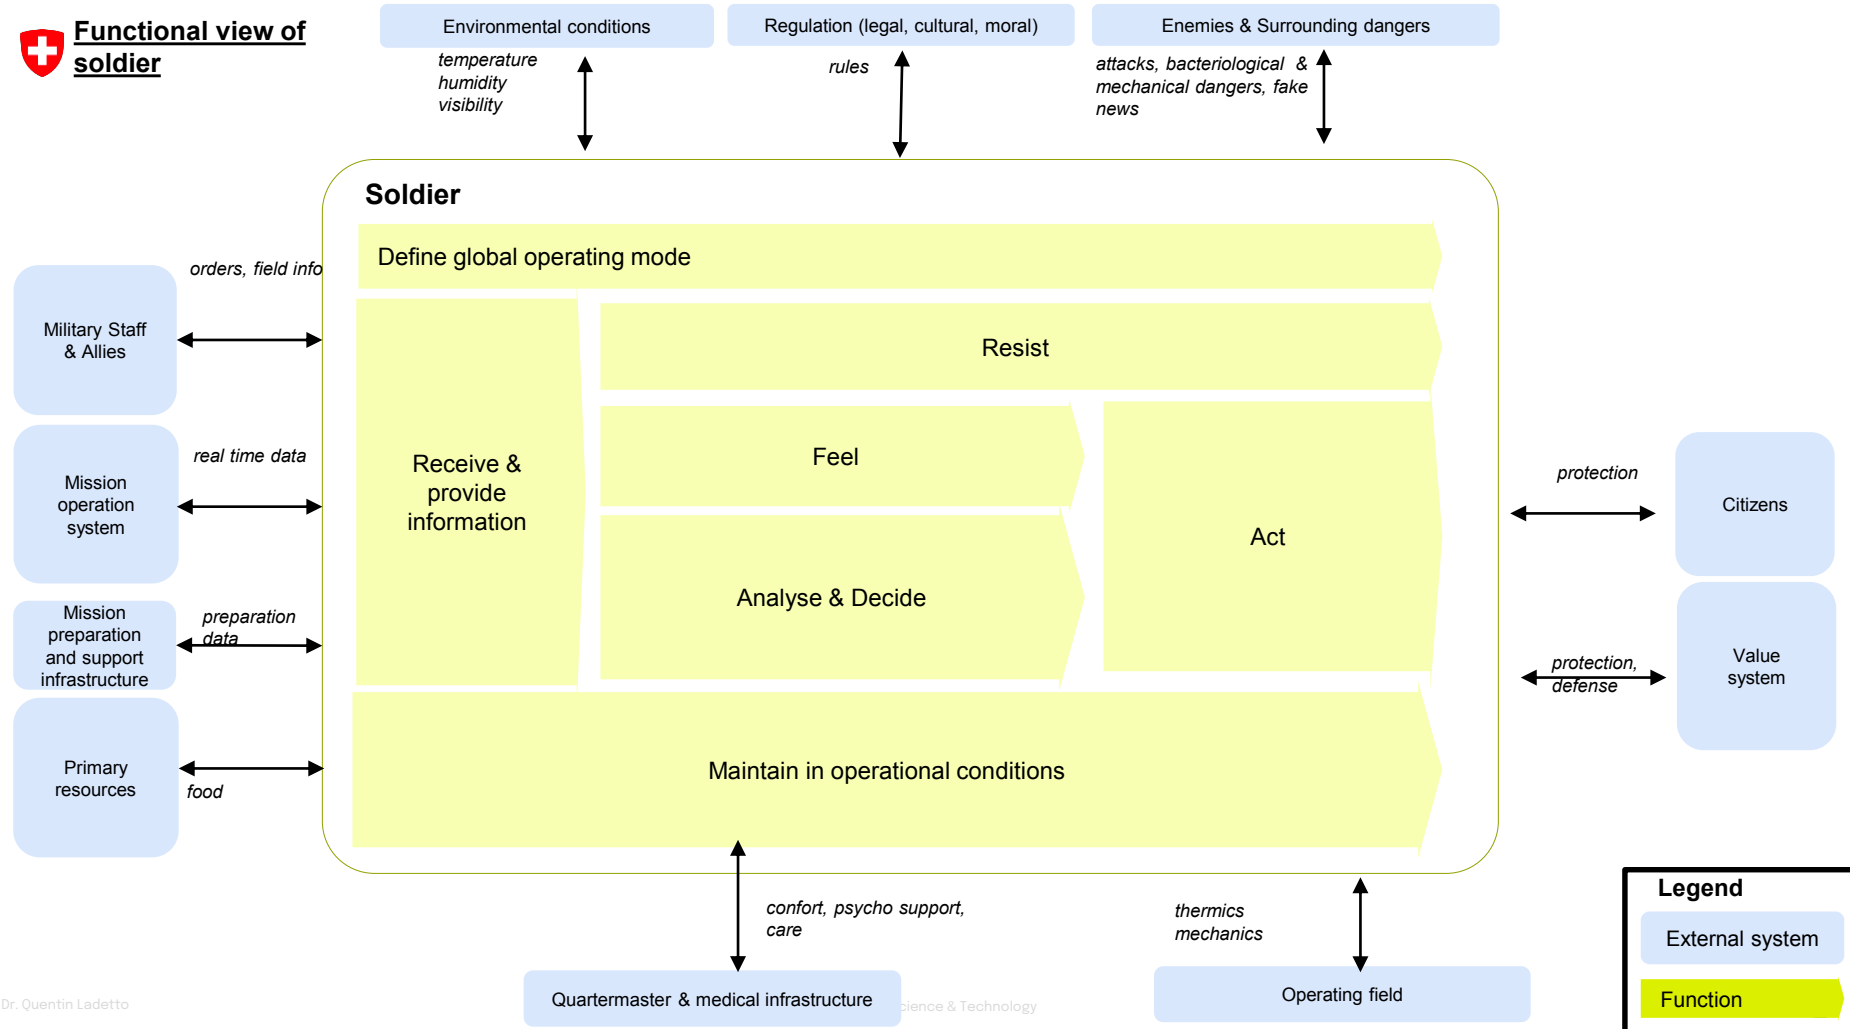 Functional view of
soldier
Environmental conditions
Regulation (legal, cultural, moral)
Enemies & Surrounding dangers
temperature
humidity
visibility
rules
attacks, bacteriological &
mechanical dangers, fake
news
Soldier
Define global operating mode
orders, field info
Military Staff
& Allies
Resist
Receive &
provide
information
Feel
Analyse & Decide
Act
real time data
Mission
operation
system
protection
Citizens
Mission
preparation
and support
infrastructure
preparation
data
protection,
defense
Value
system
Primary
resources
food
Maintain in operational conditions
confort, psycho support,
care
thermics
mechanics
Quartermaster & medical infrastructure
Operating field
Legend
External system
Function
Dr. Quentin Ladetto
& Technology